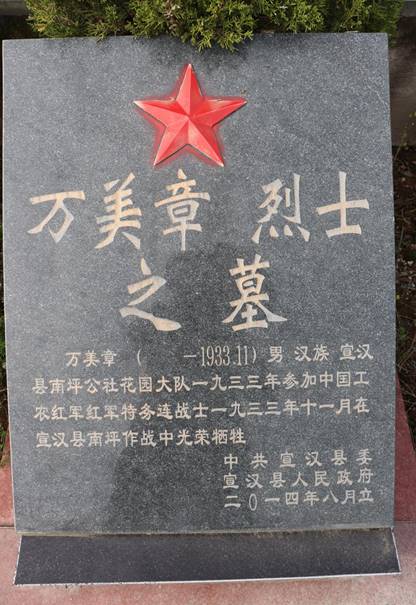 万美章 烈士
之墓
万美章 ( —1933.11) 男 汉族 宣汉
县南坪公社花园大队一九三三年参加中国工
农红军红军特务连战士一九三三年十一月在
宣汉县南坪作战中光荣牺牲
中共宣汉县委
宣汉县人民政府
二〇一四年八月立